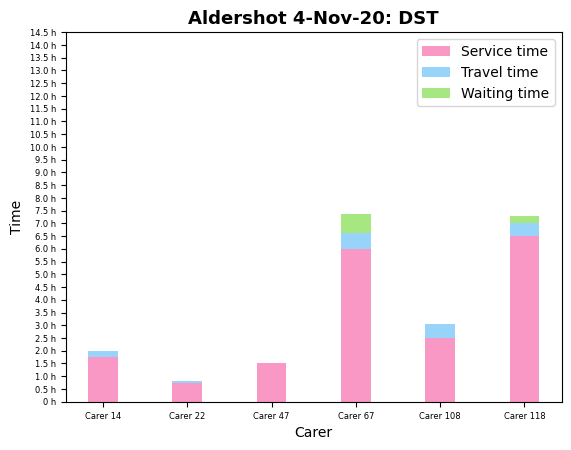 Aldershot 4-Nov-20: DST
14.5 h
14.0 h
13.5 h
13.0 h
12.5 h
12.0 h
11.5 h
11.0 h
10.5 h
10.0 h
9.5 h
9.0 h
8.5 h
8.0 h
7.5 h
7.0 h
6.5 h
6.0 h
5.5 h
5.0 h
4.5 h
4.0 h
3.5 h
3.0 h
2.5 h
2.0 h
1.5 h
1.0 h
0.5 h
0 h
Time
Service time
Travel time
Waiting time
Carer 14 Carer 22 Carer 47 Carer 67 Carer 108 Carer 118
Carer